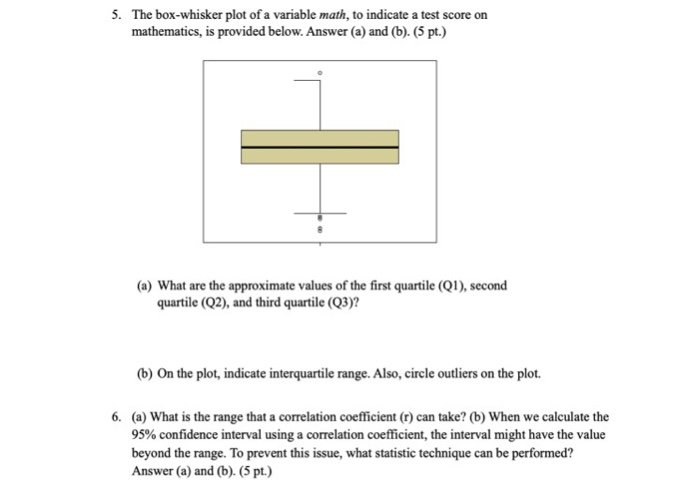 5. The box-whisker plot of a variable math, to indicate a test score on
mathematics, is provided below. Answer (a) and (b). (5 pt.)
(a) What are the approximate values of the first quartile (Q1), second
quartile (Q2), and third quartile (Q3)?
(b) On the plot, indicate interquartile range. Also, circle outliers on the plot.
6. (a) What is the range that a correlation coefficient (r) can take? (b) When we calculate the
95% confidence interval using a correlation coefficient, the interval might have the value
beyond the range. To prevent this issue, what statistic technique can be performed?
Answer (a) and (b). (5 pt.)